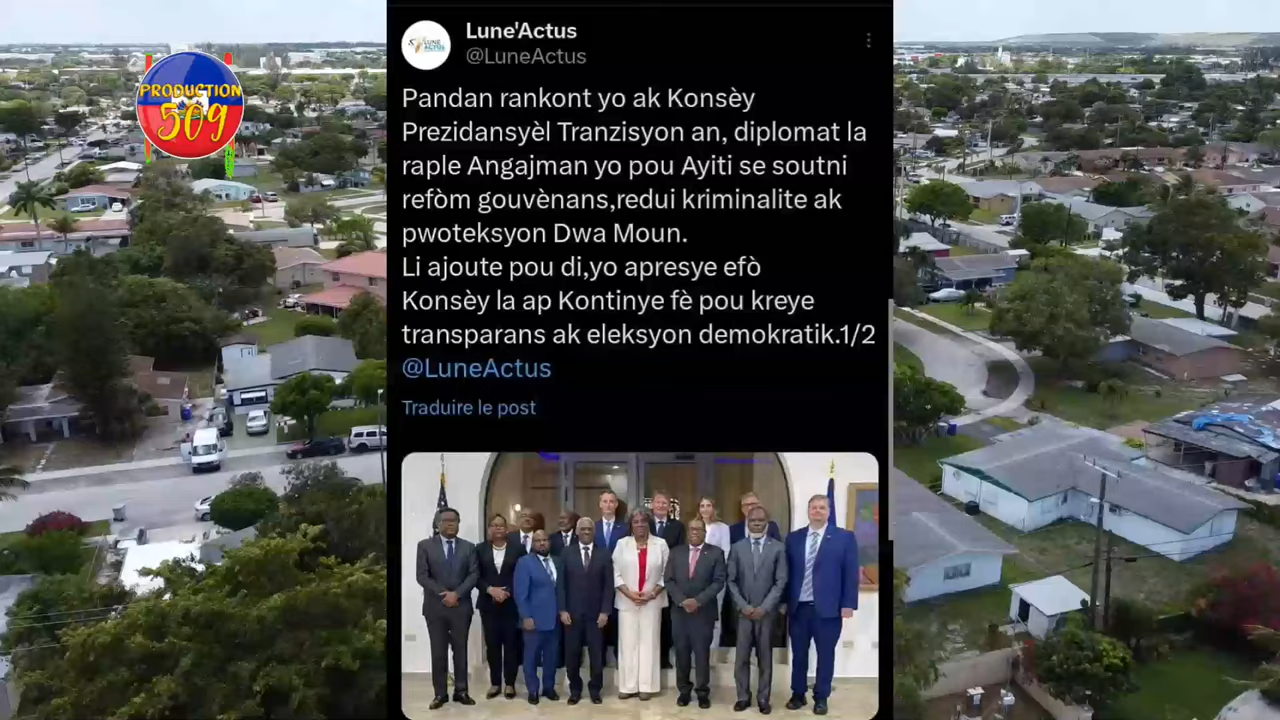 PRODUCTION
509
Lune'Actus
@LuneActus
Pandan rankont yo ak Konsèy
Prezidansyèl Tranzisyon an, diplomat la
raple Angajman yo pou Ayiti se soutni
refòm gouvènans,redui kriminalite ak
pwoteksyon Dwa Moun.
Li ajoute pou di,yo apresye efò
Konsèy la ap Kontinye fè pou kreye
transparans ak eleksyon demokratik.1/2
@LuneActus
Traduire le post